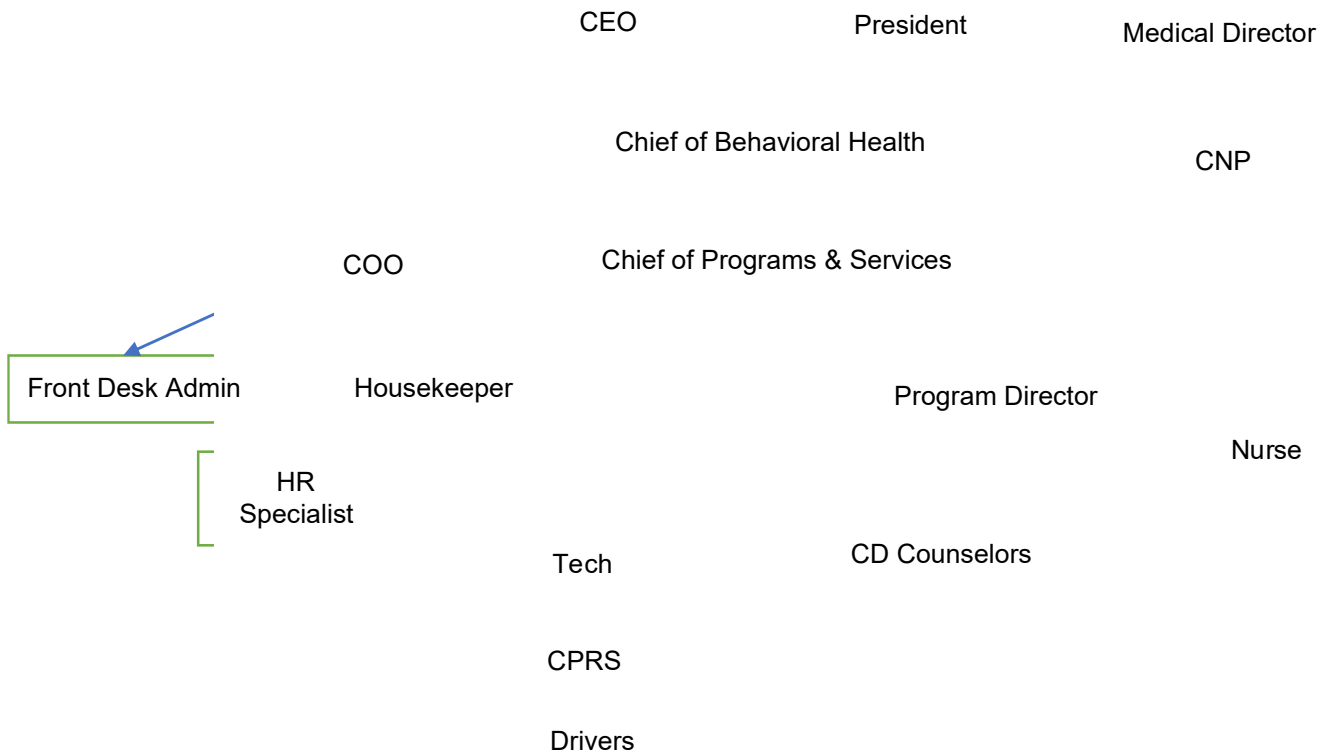 CEO
President
Medical Director
Chief of Behavioral Health
CNP
COO
Chief of Programs & Services
Front Desk Admin
Housekeeper
Program Director
Nurse
HR
Specialist
Tech
CD Counselors
CPRS
Drivers